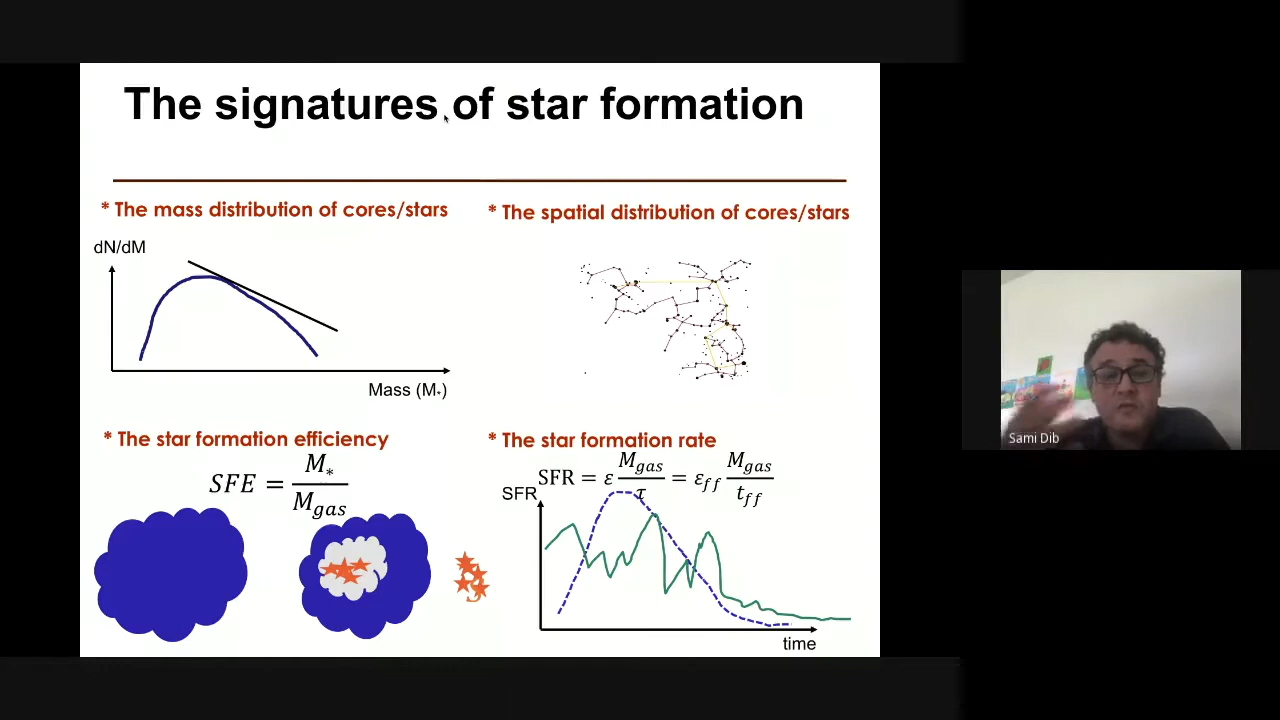 The signatures of star formation
* The mass distribution of cores/stars
dN/dM
Mass (M*)
* The spatial distribution of cores/stars
* The star formation efficiency
SFE = M* / Mgas
* The star formation rate
SFR = ε Mgas / τ = εff Mgas / tff
SFR
time
Sami Dib